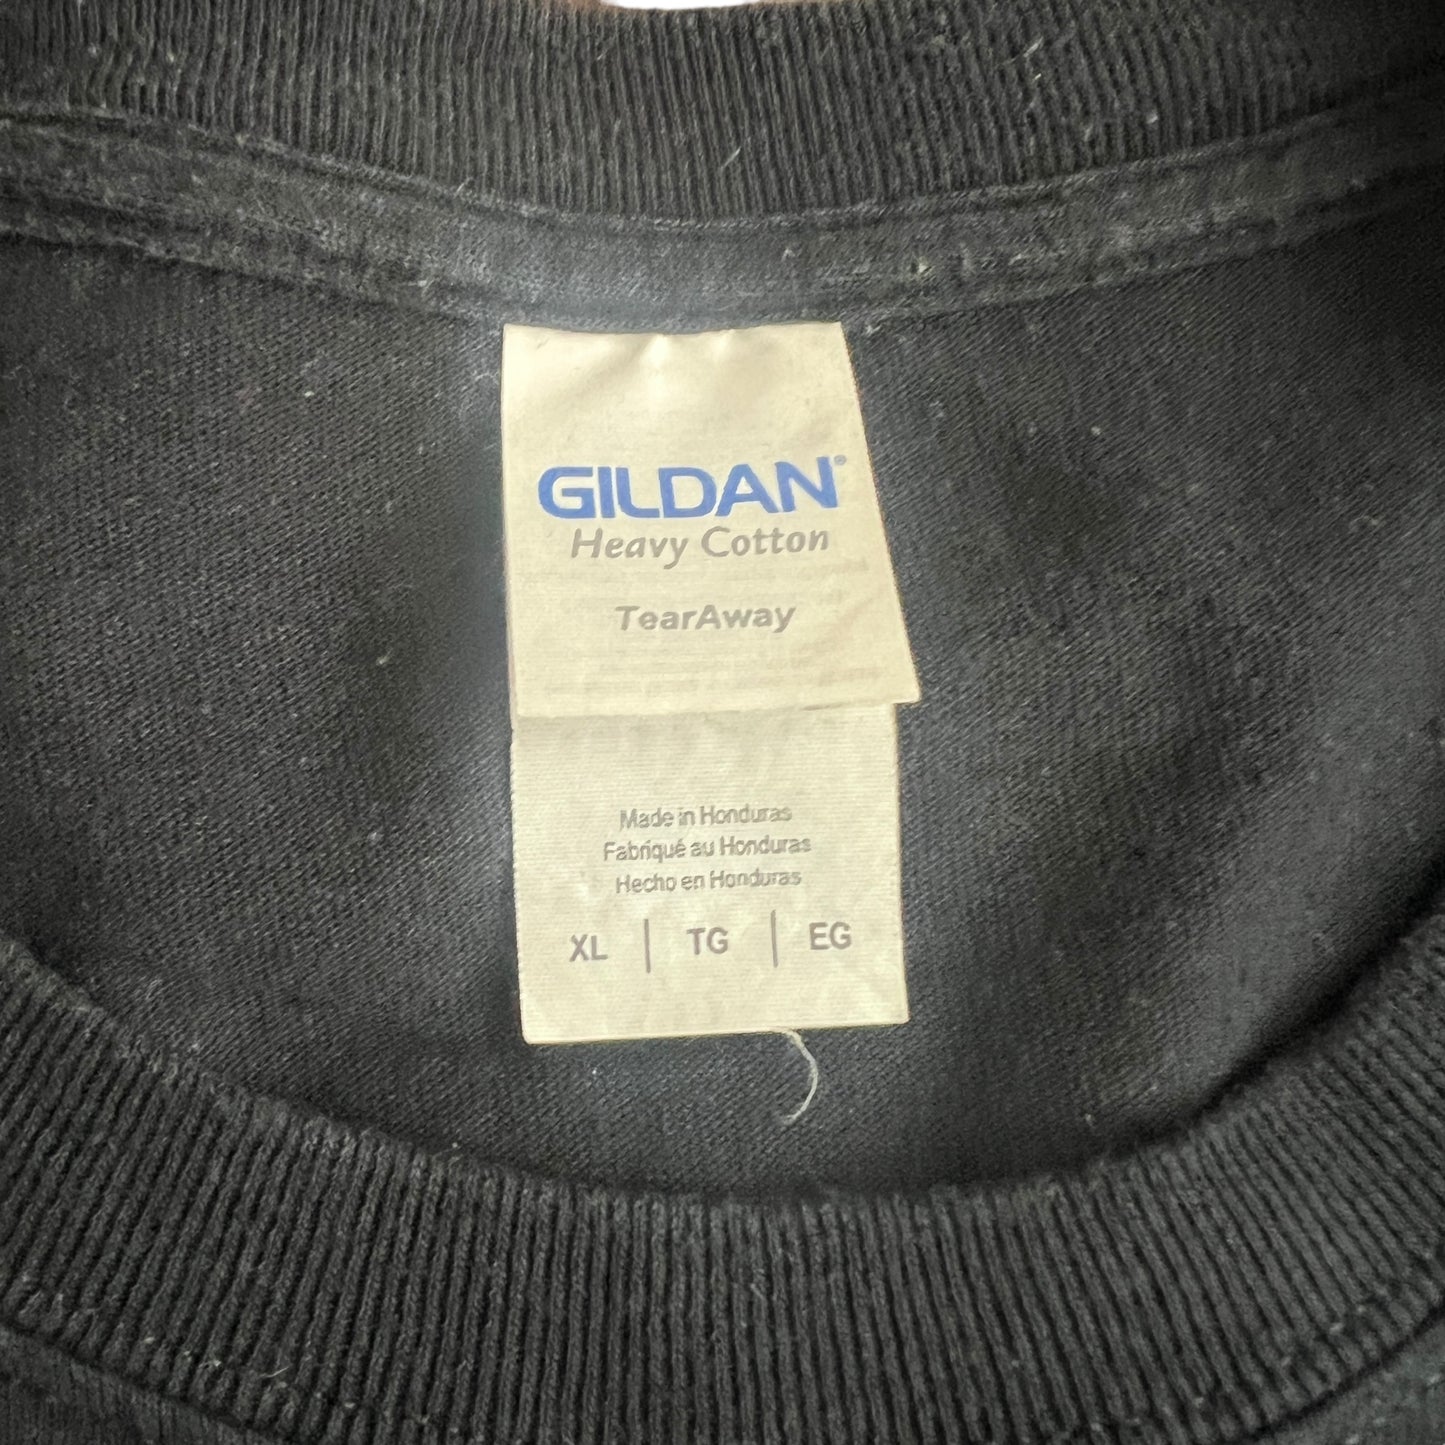 GILDAN®
Heavy Cotton
TearAway
Made in Honduras
Fabriqué au Honduras
Hecho en Honduras
XL | TG | EG